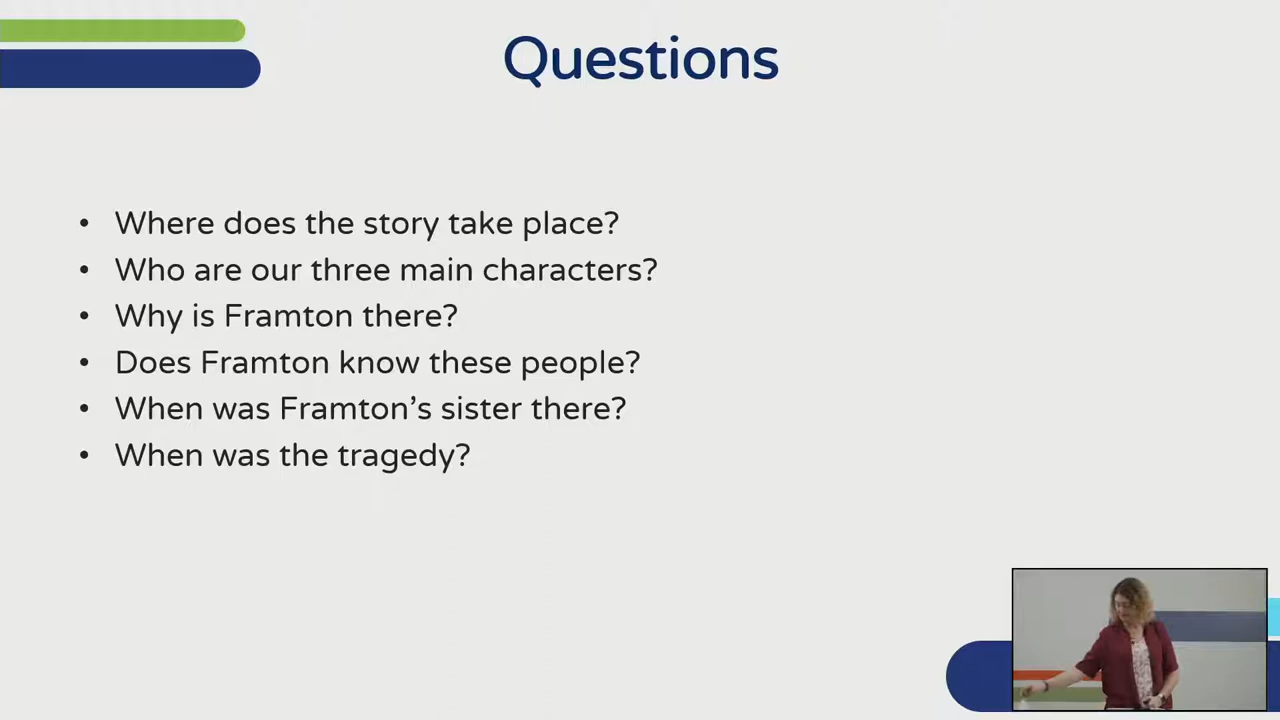 Questions
• Where does the story take place?
• Who are our three main characters?
• Why is Framton there?
• Does Framton know these people?
• When was Framton’s sister there?
• When was the tragedy?